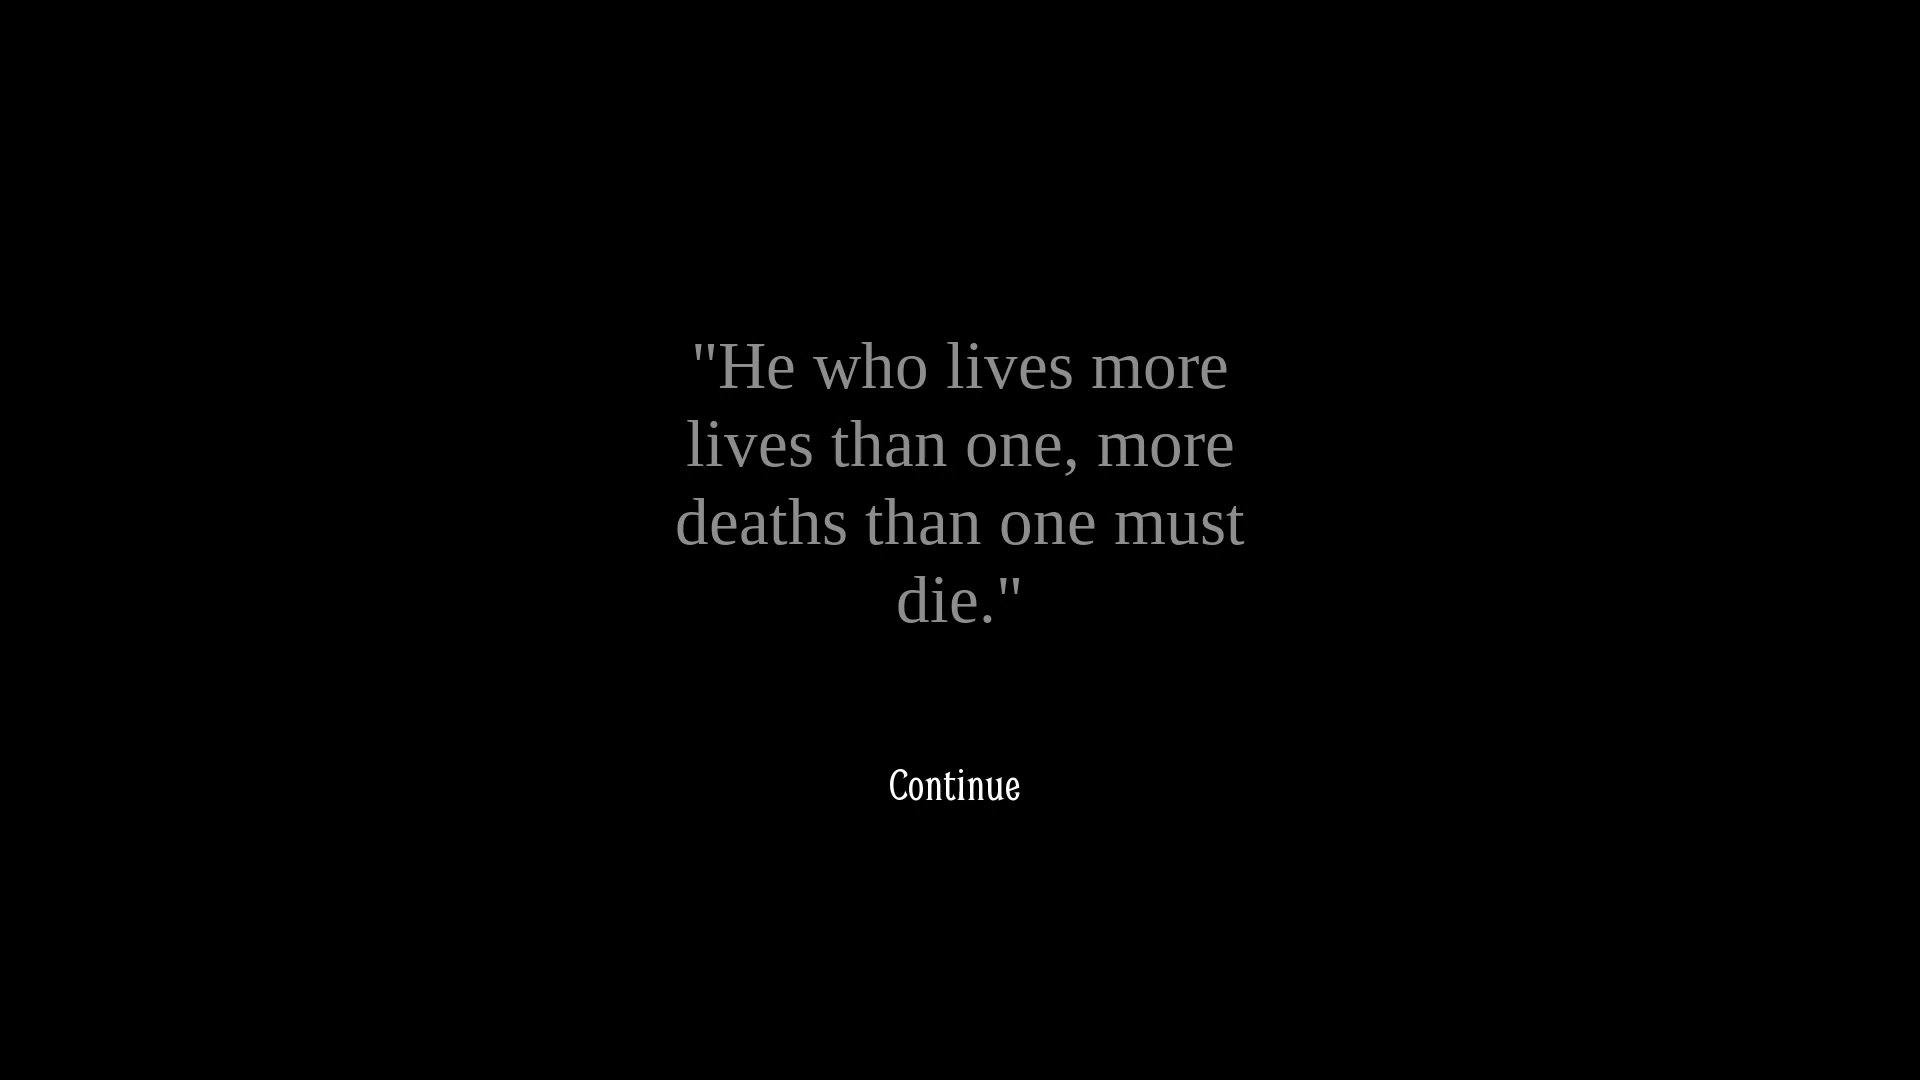 "He who lives more
lives than one, more
deaths than one must
die."
Continue